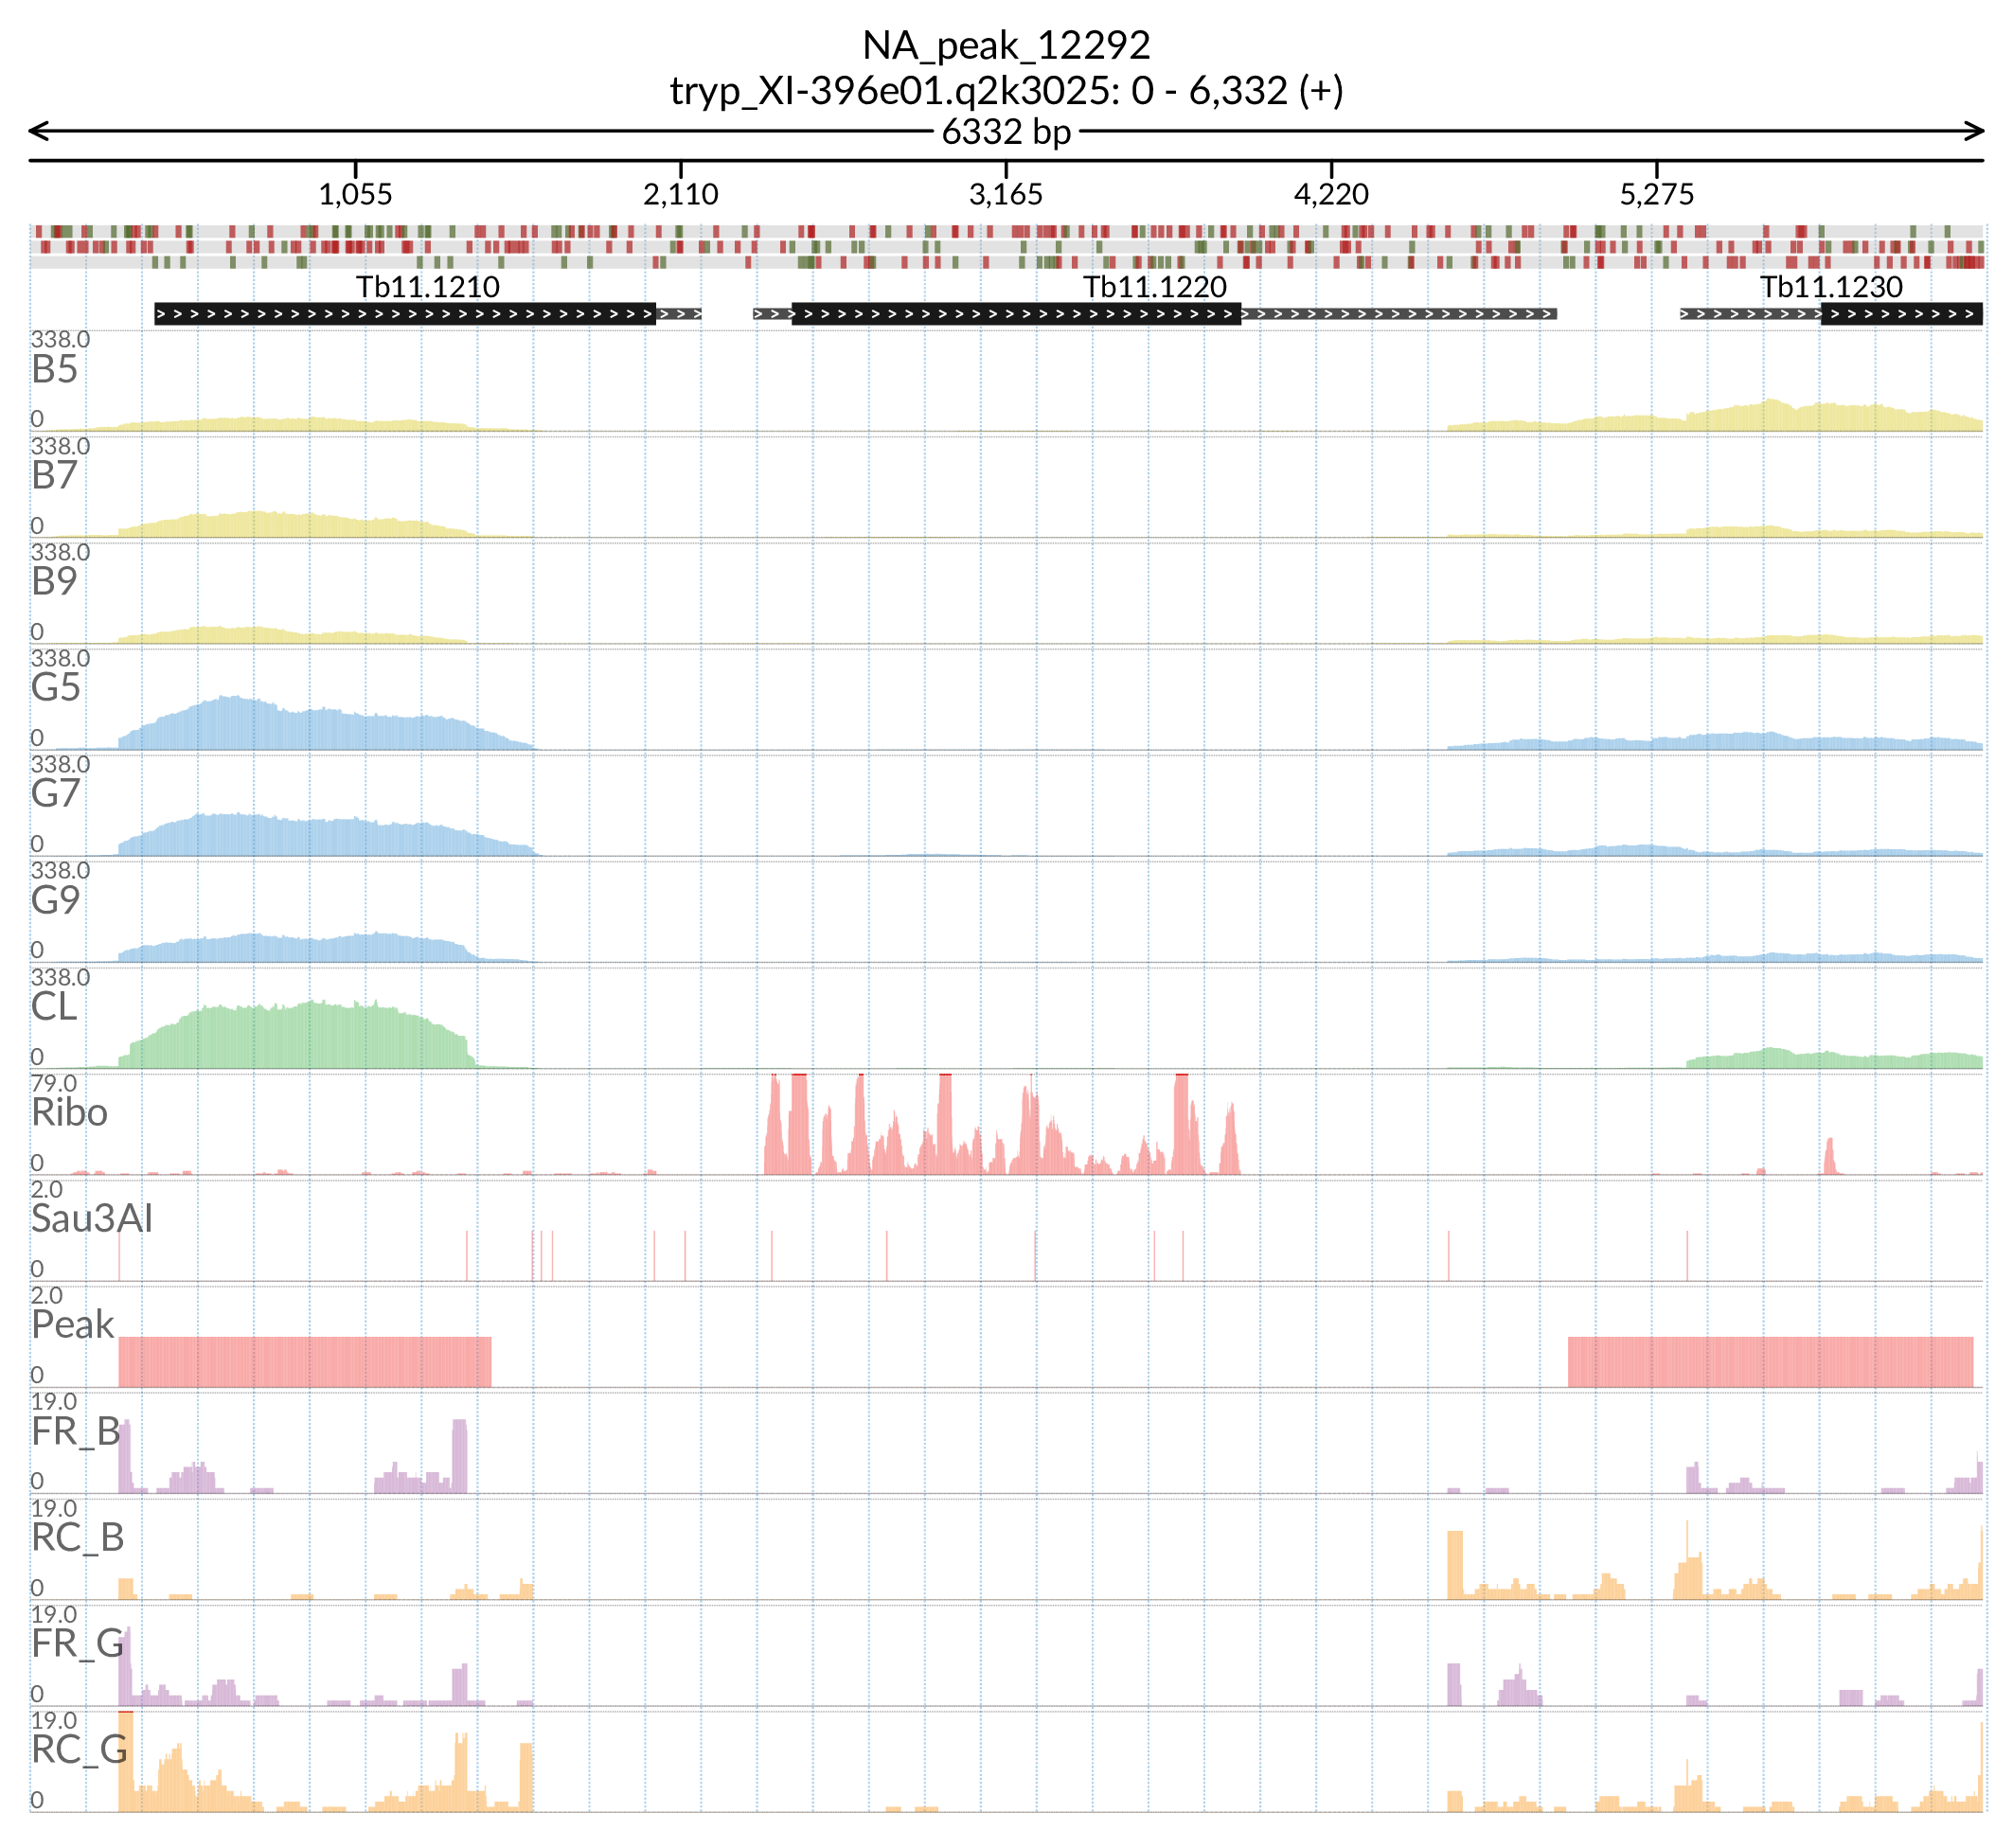 NA_peak_12292
tryp_XI-396e01.q2k3025: 0 - 6,332 (+)
6332 bp
1,055 2,110 3,165 4,220 5,275
Tb11.1210 Tb11.1220 Tb11.1230
338.0
B5
0
338.0
B7
0
338.0
B9
0
338.0
G5
0
338.0
G7
0
338.0
G9
0
338.0
CL
0
79.0
Ribo
0
2.0
Sau3AI
0
2.0
Peak
0
19.0
FR_B
0
19.0
RC_B
0
19.0
FR_G
0
19.0
RC_G
0